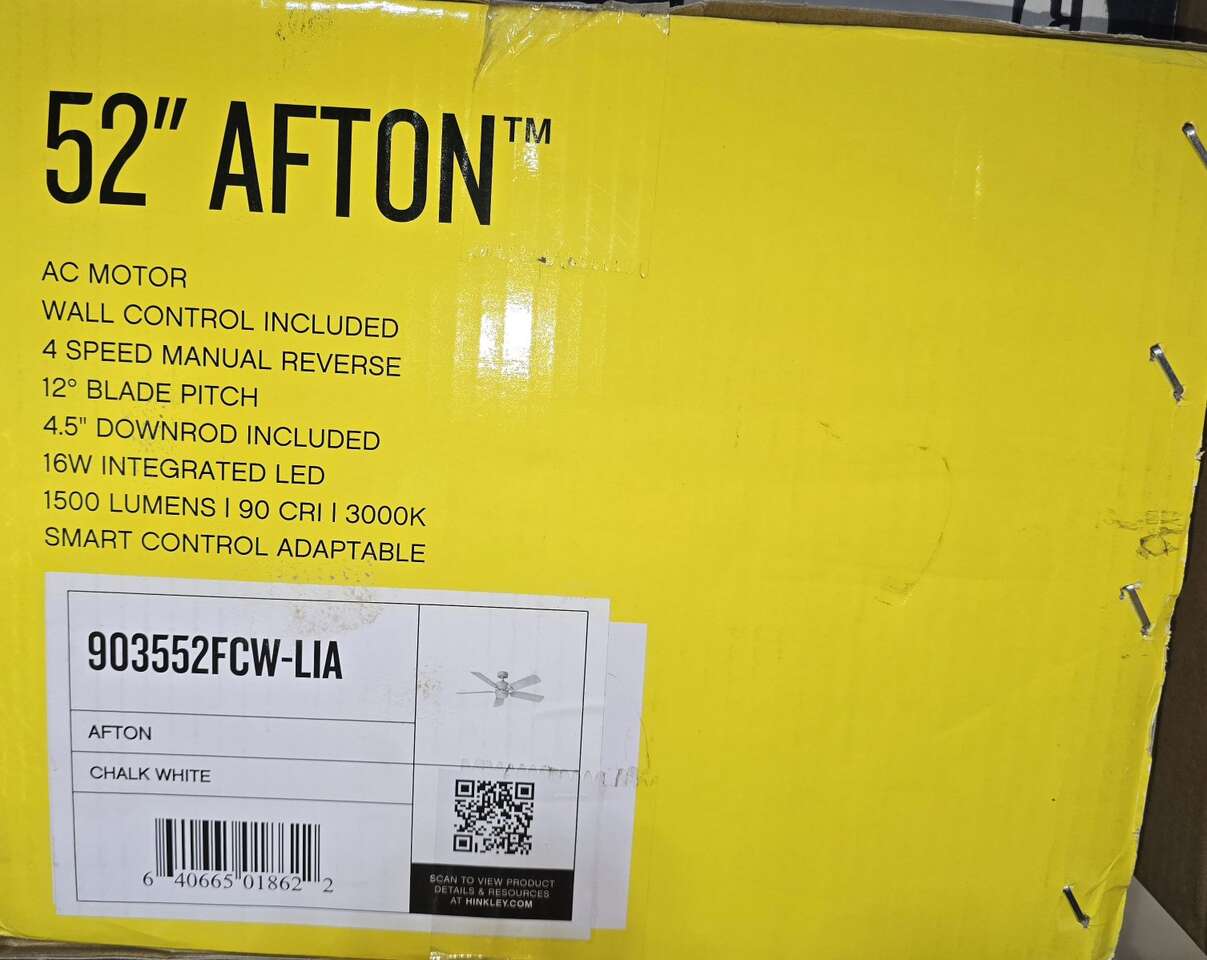 52" AFTON™
AC MOTOR
WALL CONTROL INCLUDED
4 SPEED MANUAL REVERSE
12° BLADE PITCH
4.5" DOWNROD INCLUDED
16W INTEGRATED LED
1500 LUMENS | 90 CRI | 3000K
SMART CONTROL ADAPTABLE
903552FCW-LIA
AFTON
CHALK WHITE
6 40665 01862 2
SCAN TO VIEW PRODUCT
DETAILS & RESOURCES
AT HINKLEY.COM